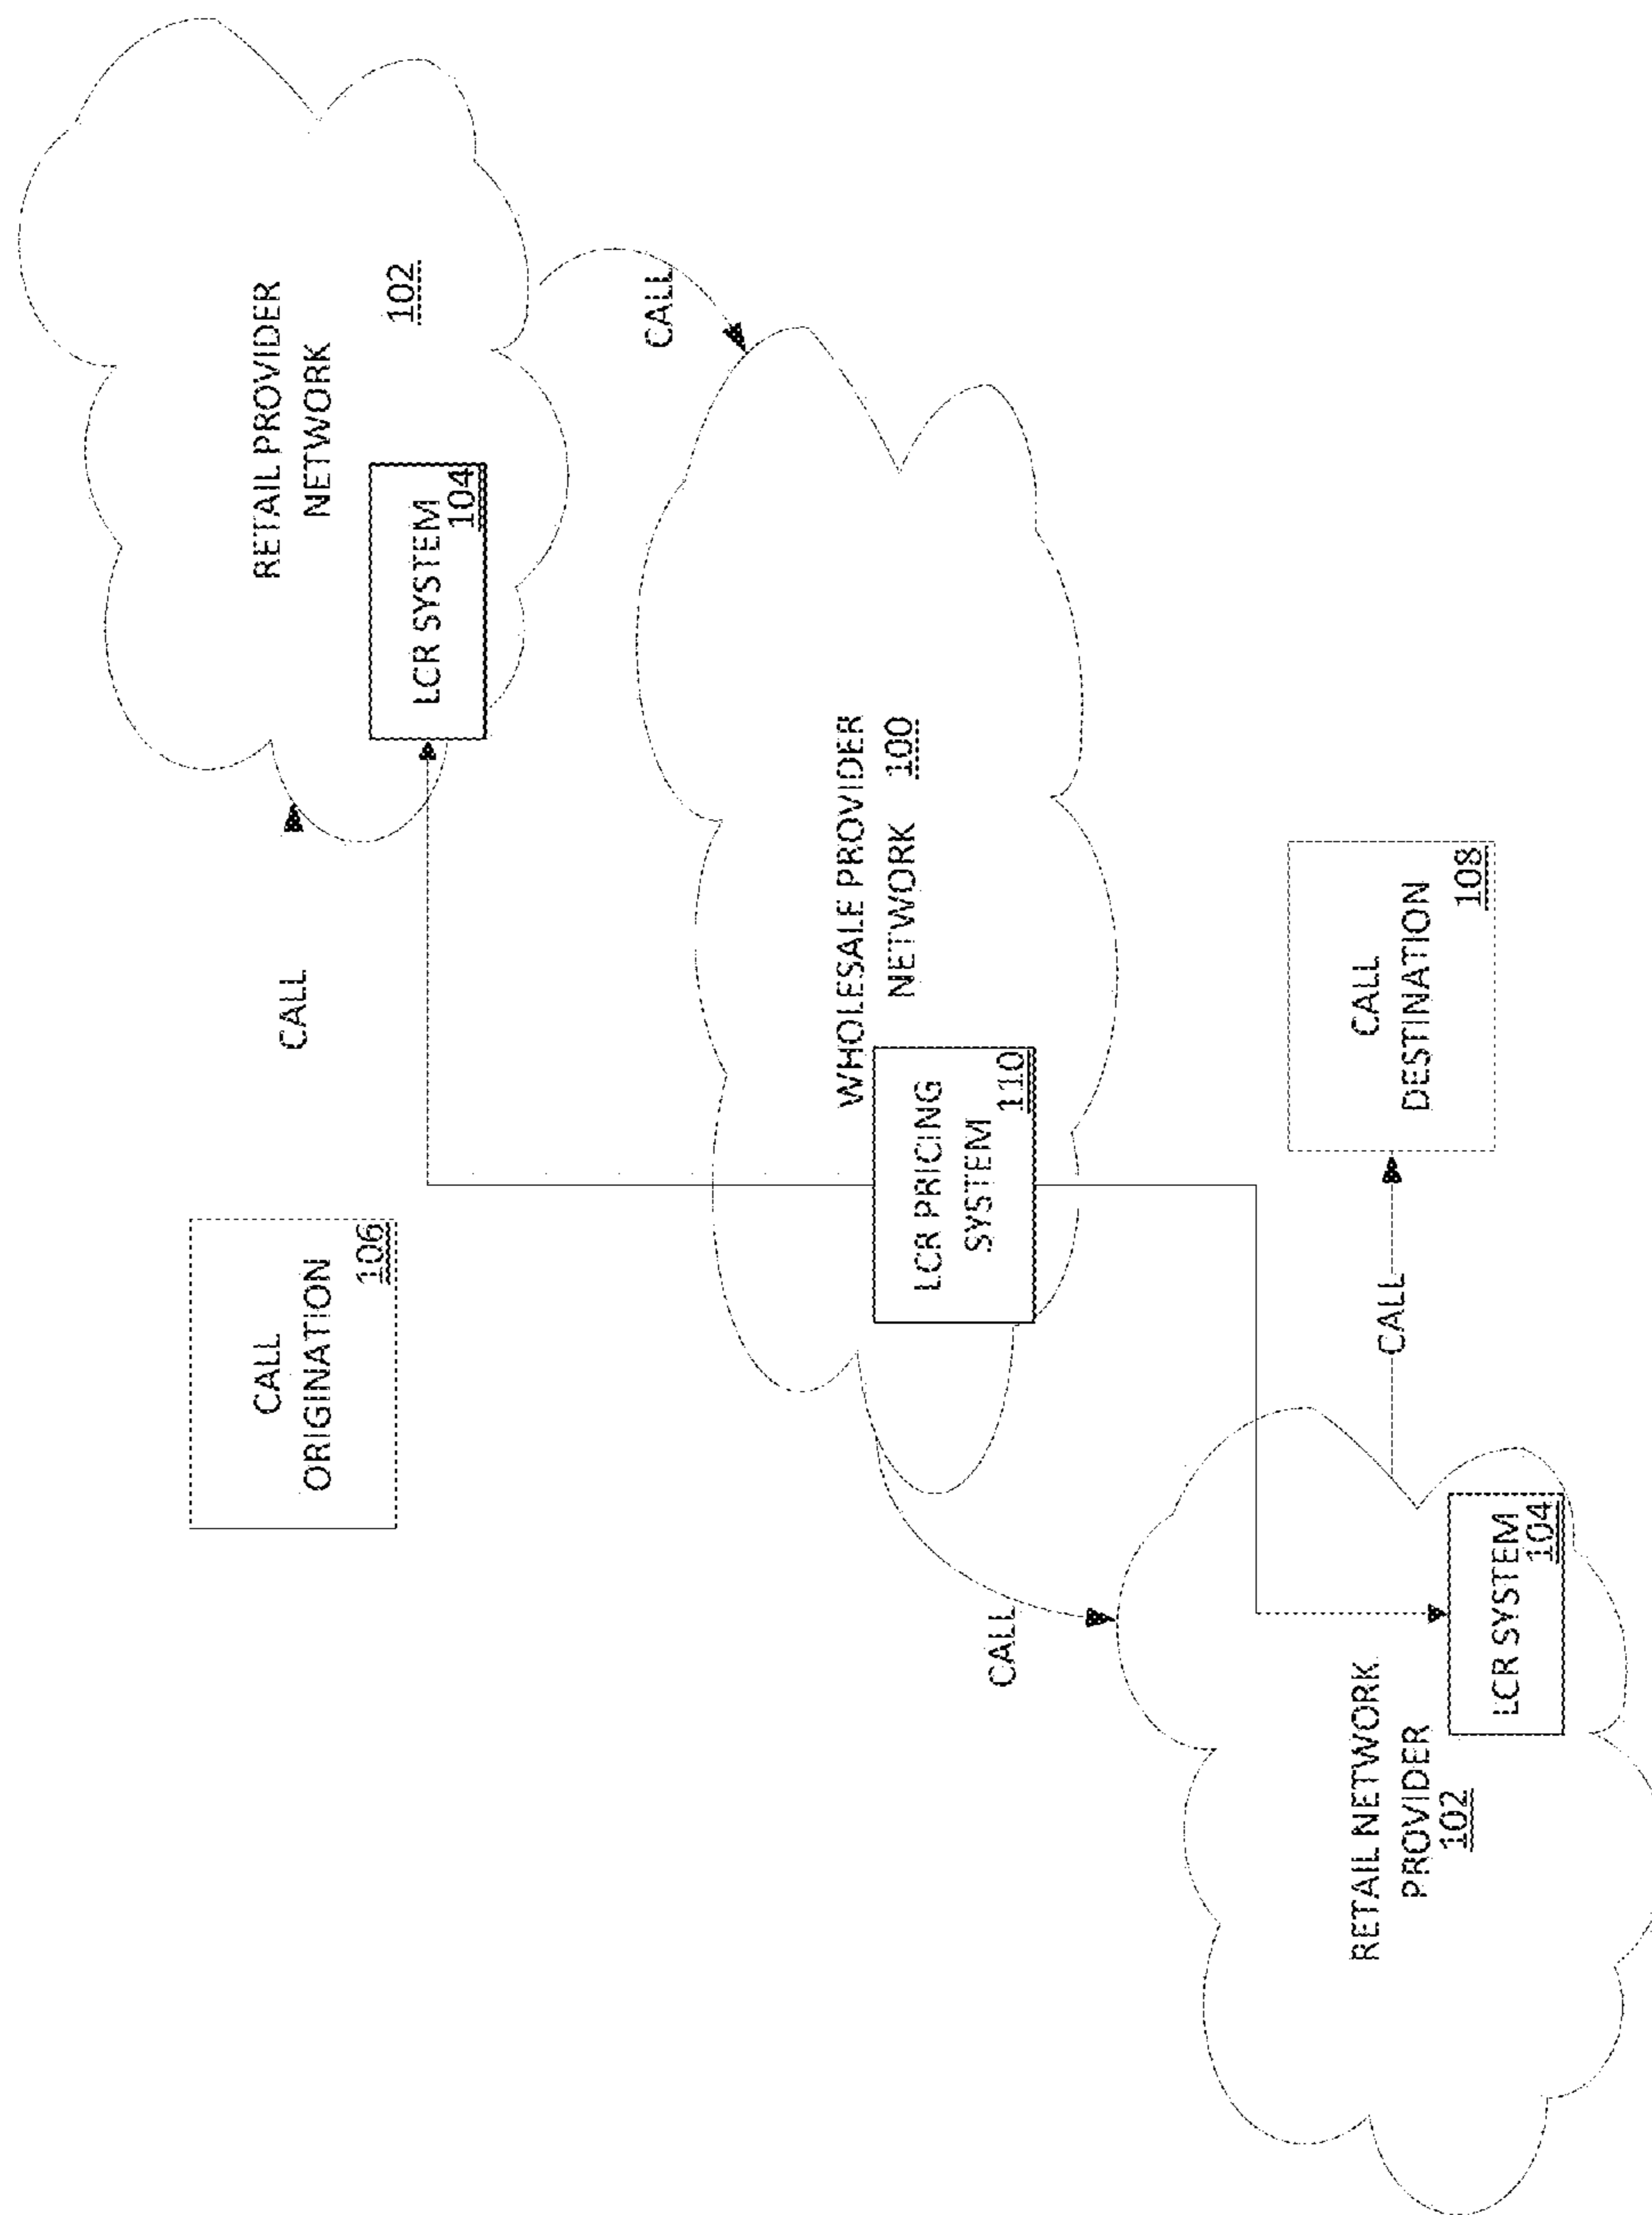 CALL
ORIGINATION
106
CALL
RETAIL PROVIDER
NETWORK
102
LCR SYSTEM
104
CALL
WHOLESALE PROVIDER
NETWORK 100
LCR PRICING
SYSTEM
110
CALL
RETAIL NETWORK
PROVIDER
102
LCR SYSTEM
104
CALL
CALL
DESTINATION
108